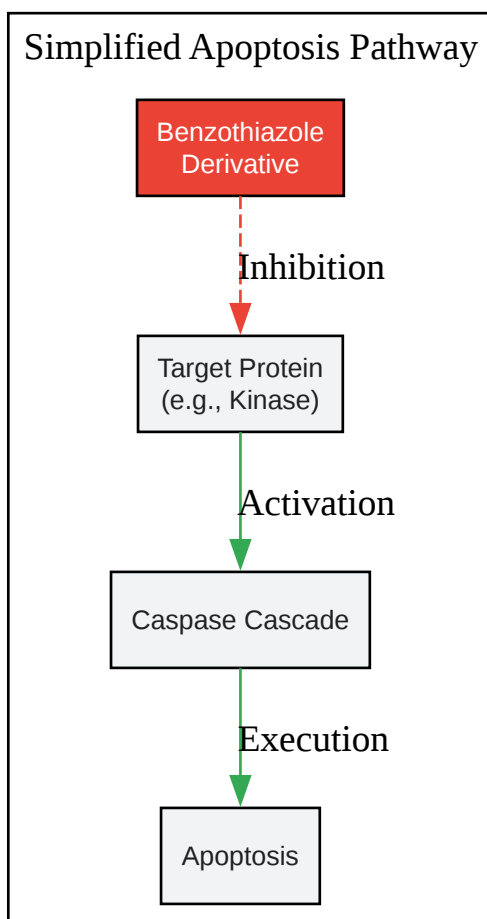 Simplified Apoptosis Pathway
Benzothiazole
Derivative
Inhibition
Target Protein
(e.g., Kinase)
Activation
Caspase Cascade
Execution
Apoptosis